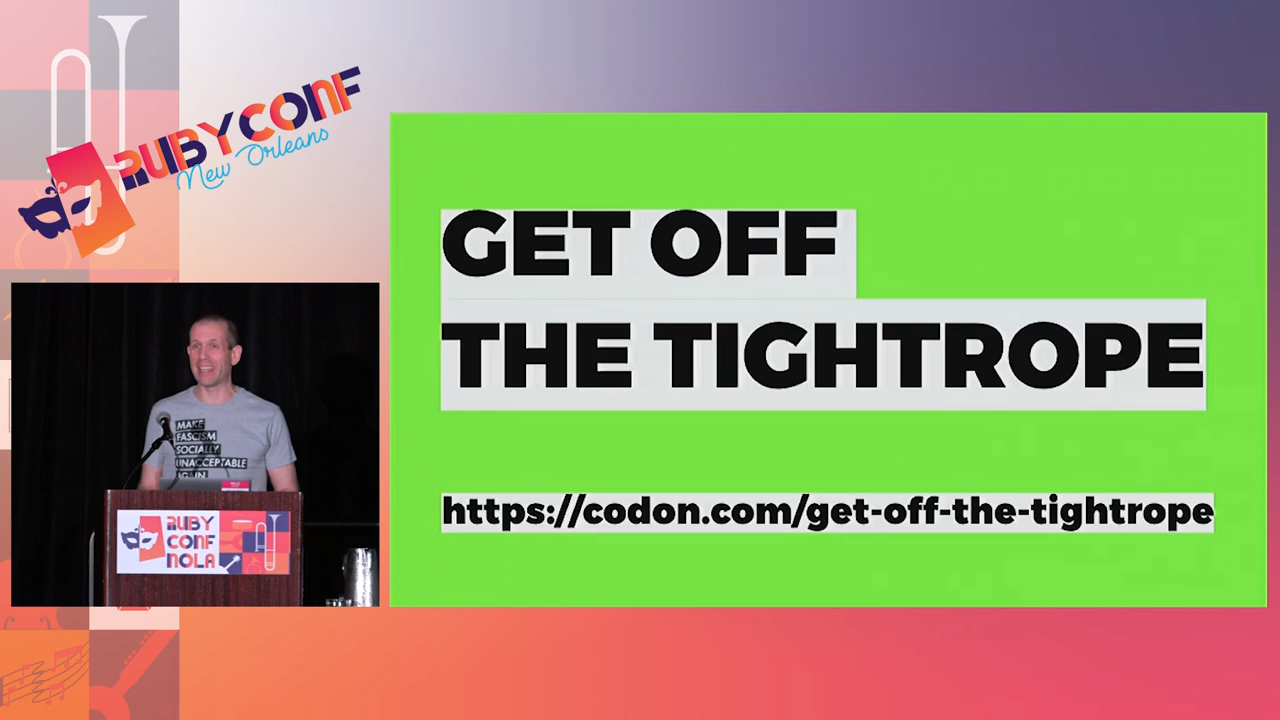 RUBYCONF
New Orleans
GET OFF
THE TIGHTROPE
https://codon.com/get-off-the-tightrope
MAKE
FASCISM
SOCIALLY
UNACCEPTABLE
AGAIN
RUBY
CONF
NOLA